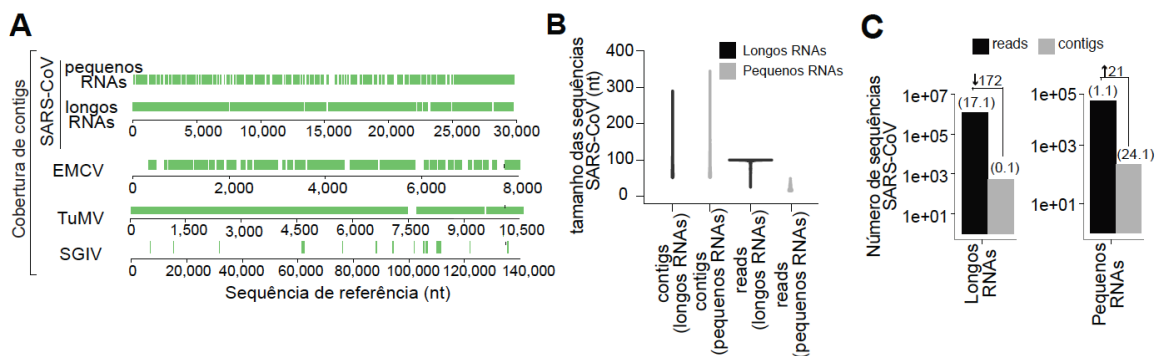 A
Cobertura de contigs
SARS-CoV
pequenos
RNAs
longos
RNAs
0 5,000 10,000 15,000 20,000 25,000 30,000
EMCV
0 2,000 4,000 6,000 8,000
TuMV
0 1,500 3,000 4,500 6,000 7,500 9,000 10,500
SGIV
0 20,000 40,000 60,000 80,000 100,000 120,000 140,000
Sequência de referência (nt)
B
tamanho das sequências
SARS-CoV (nt)
400
300
200
100
0
Longos RNAs
Pequenos RNAs
contigs
(longos RNAs)
contigs
(pequenos RNAs)
reads
(longos RNAs)
reads
(pequenos RNAs)
C
reads contigs
Número de sequências
SARS-CoV
↓172
(17.1)
(0.1)
1e+07
1e+05
1e+03
1e+01
Longos
RNAs
↑21
(1.1)
(24.1)
1e+05
1e+03
1e+01
Pequenos
RNAs